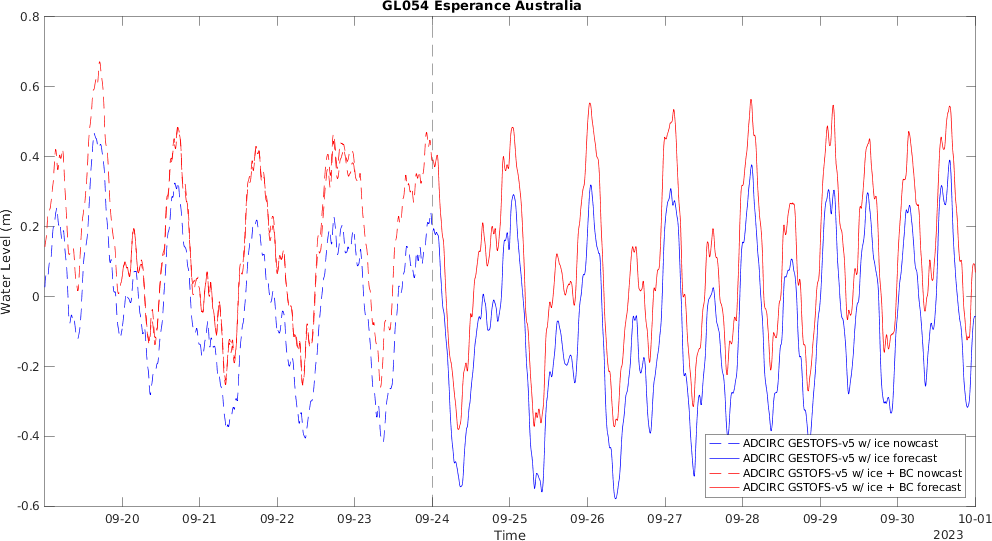 GL054 Esperance Australia
0.8
0.6
0.4
0.2
0
-0.2
-0.4
-0.6
Water Level (m)
ADCIRC GESTOFS-v5 w/ ice nowcast
ADCIRC GESTOFS-v5 w/ ice forecast
ADCIRC GSTOFS-v5 w/ ice + BC nowcast
ADCIRC GSTOFS-v5 w/ ice + BC forecast
09-20 09-21 09-22 09-23 09-24 09-25 09-26 09-27 09-28 09-29 09-30 10-01
Time
2023